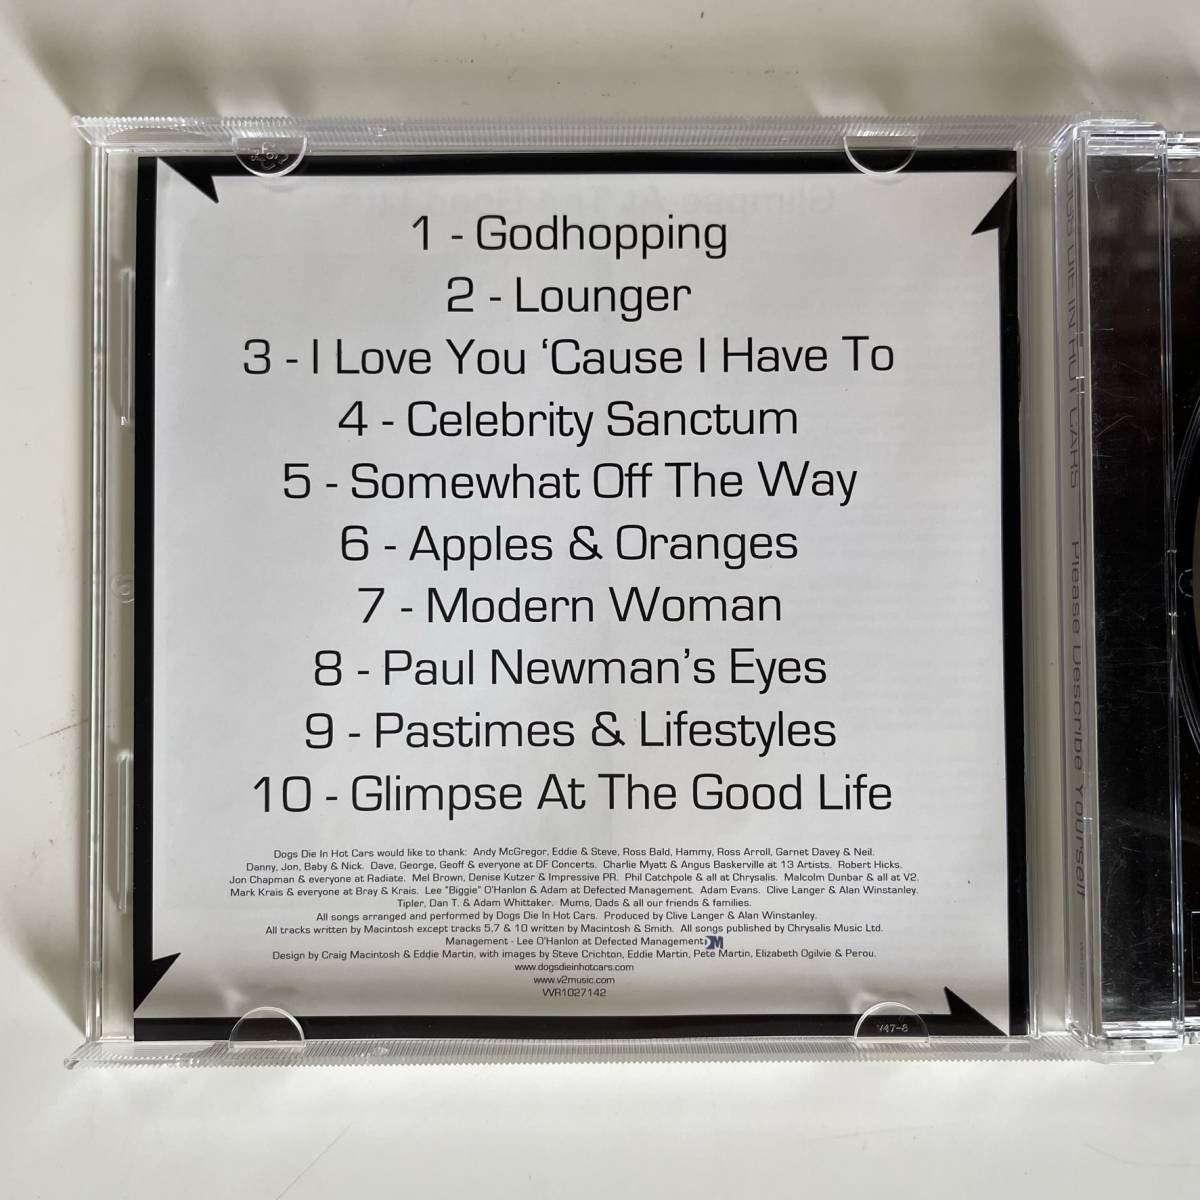 1 - Godhopping
2 - Lounger
3 - I Love You ‘Cause I Have To
4 - Celebrity Sanctum
5 - Somewhat Off The Way
6 - Apples & Oranges
7 - Modern Woman
8 - Paul Newman’s Eyes
9 - Pastimes & Lifestyles
10 - Glimpse At The Good Life
Dogs Die In Hot Cars would like to thank: Andy McGregor, Eddie & Steve, Ross Bald, Hammy, Ross Arroll, Garnet Davey & Neil.
Danny, Jon, Baby & Nick. Dave, George, Geoff & everyone at DF Concerts. Charlie Myatt & Angus Baskerville at 13 Artists. Robert Hicks.
Jon Chapman & everyone at Radiate. Mel Brown, Denise Kutzer & Impressive PR. Phil Catchpole & all at Chrysalis. Malcolm Dunbar & all at V2.
Mark Krais & everyone at Bray & Krais. Lee "Biggie" O'Hanlon & Adam at Defected Management. Adam Evans. Clive Langer & Alan Winstanley.
Tipler, Dan T. & Adam Whittaker. Mums, Dads & all our friends & families.
All songs arranged and performed by Dogs Die In Hot Cars. Produced by Clive Langer & Alan Winstanley.
All tracks written by Macintosh except tracks 5,7 & 10 written by Macintosh & Smith. All songs published by Chrysalis Music Ltd.
Management - Lee O'Hanlon at Defected Management DM
Design by Craig Macintosh & Eddie Martin, with images by Steve Crichton, Eddie Martin, Pete Martin, Elizabeth Ogilvie & Perou.
www.dogsdieinhotcars.com
www.v2music.com
VVR1027142
V47-8
DOGS DIE IN HOT CARS Please Describe Yourself